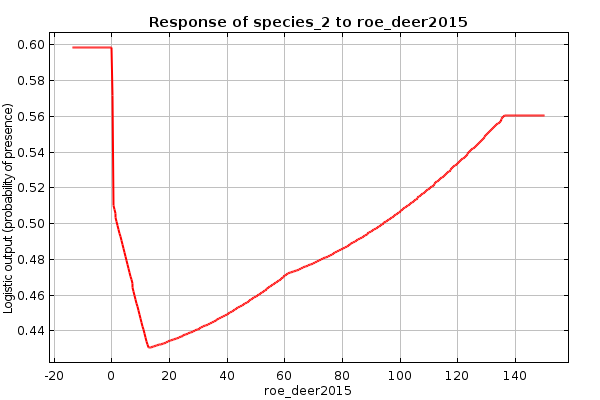 Response of species_2 to roe_deer2015
Logistic output (probability of presence)
0.60
0.58
0.56
0.54
0.52
0.50
0.48
0.46
0.44
-20 0 20 40 60 80 100 120 140
roe_deer2015